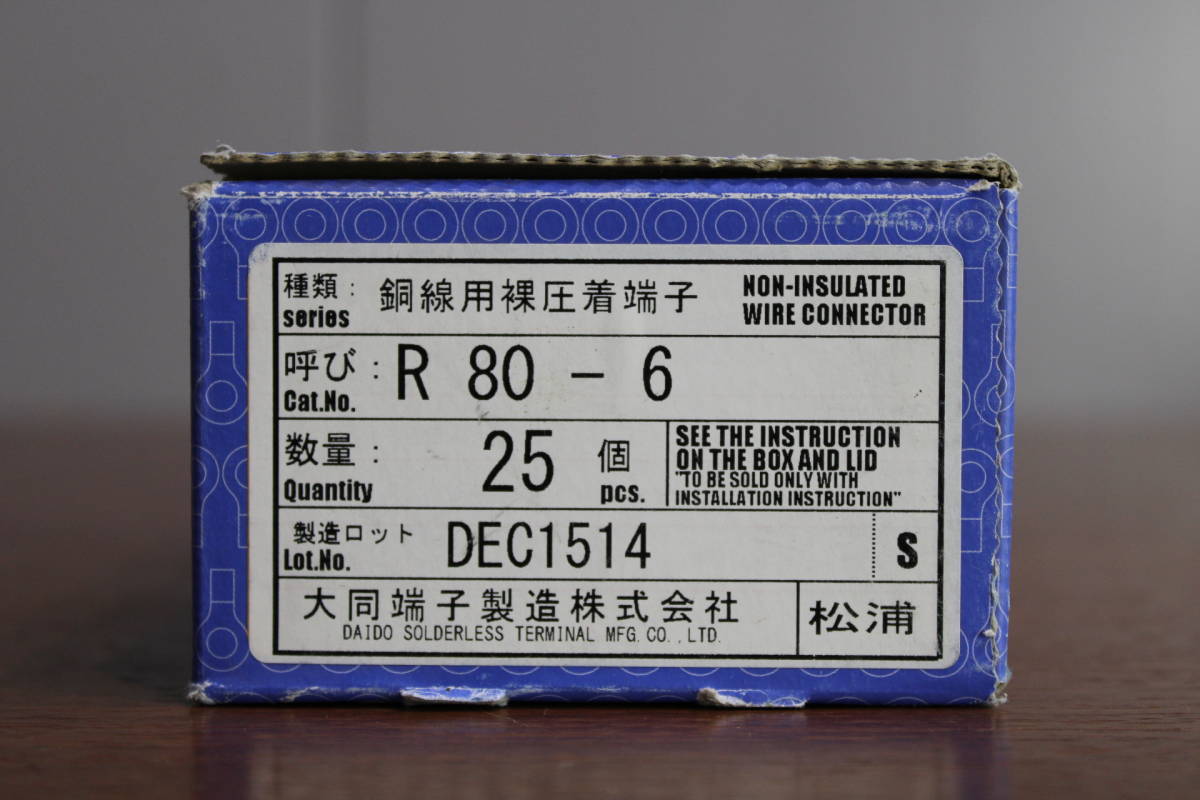 種類: 銅線用裸圧着端子 NON-INSULATED
series WIRE CONNECTOR
呼び: R 80 - 6
Cat.No.
数量: 25 個
Quantity pcs.
SEE THE INSTRUCTION
ON THE BOX AND LID
"TO BE SOLD ONLY WITH
INSTALLATION INSTRUCTION"
製造ロット DEC1514 S
Lot.No.
大同端子製造株式会社 松浦
DAIDO SOLDERLESS TERMINAL MFG.CO.,LTD.